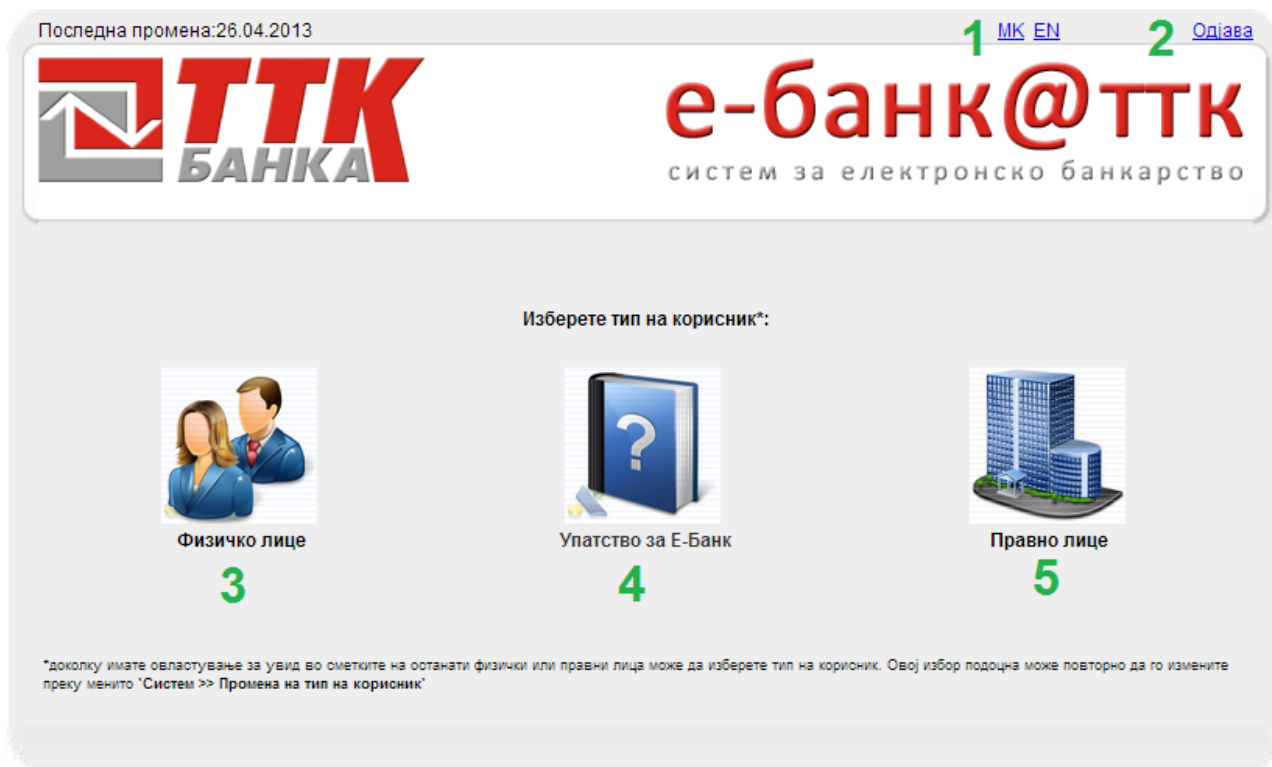 Последна промена:26.04.2013 1 MK EN 2 Одјава
ТТК
БАНКА
е-банк@ттк
систем за електронско банкарство
Изберете тип на корисник*:
?
Физичко лице Упатство за Е-Банк Правно лице
3 4 5
*доколку имате овластување за увид во сметките на останати физички или правни лица може да изберете тип на корисник. Овој избор подоцна може повторно да го измените
преку менито 'Систем >> Промена на тип на корисник'